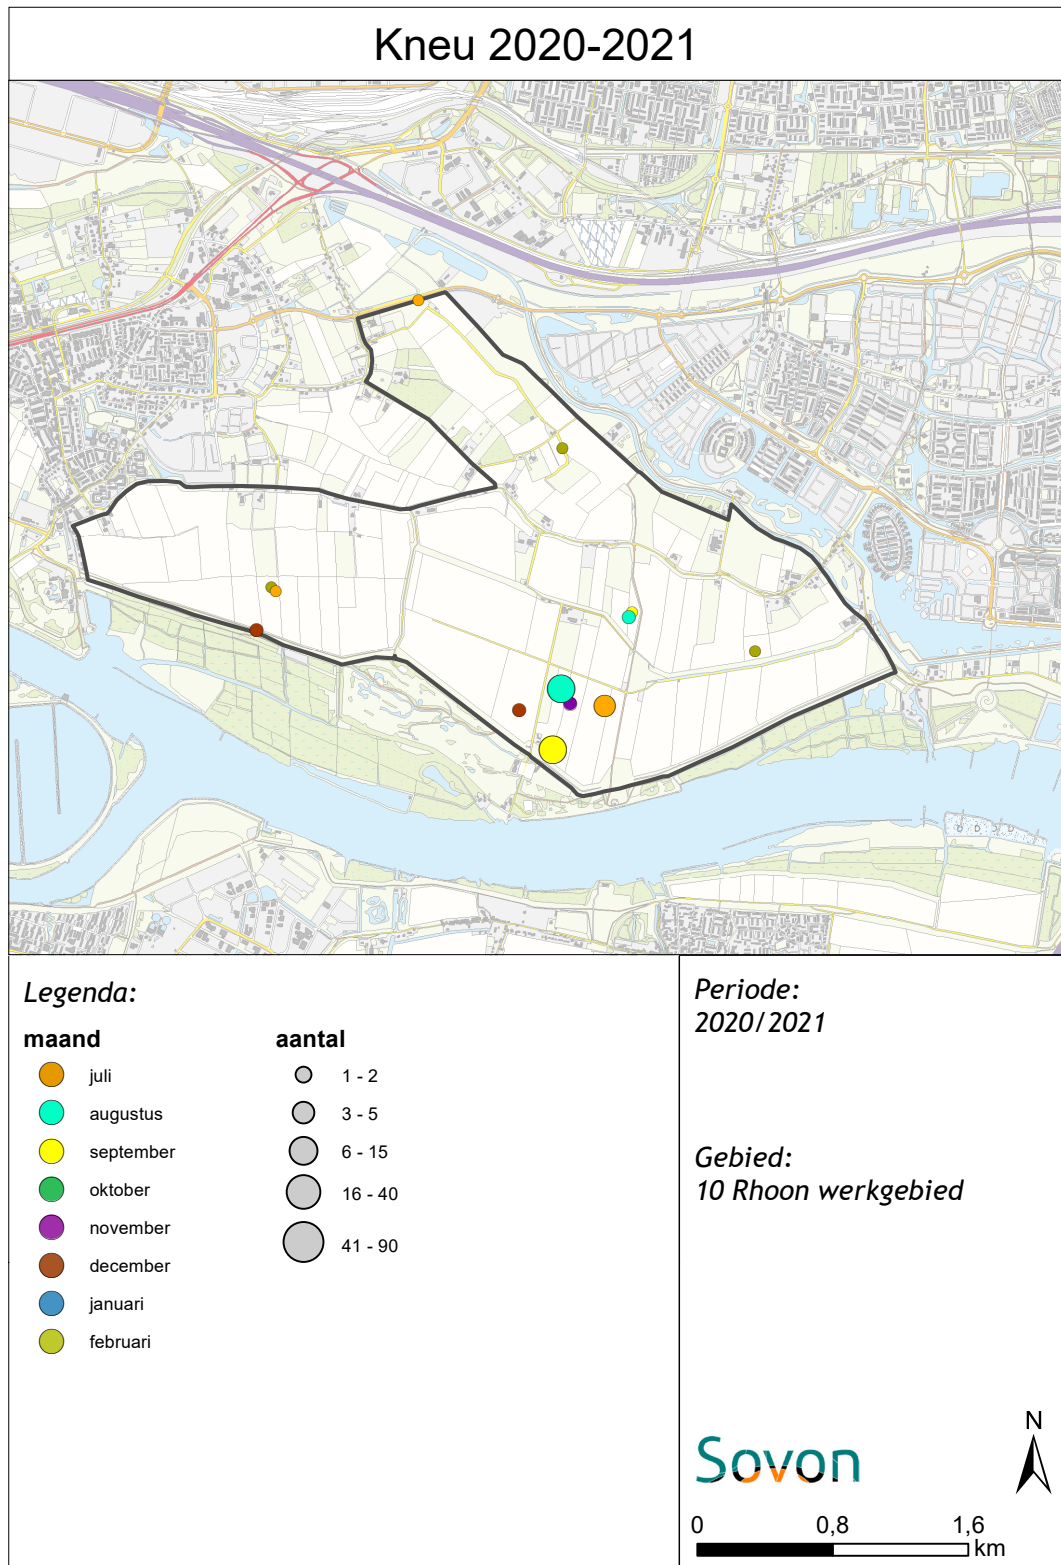 Kneu 2020-2021
Legenda:
maand
juli
augustus
september
oktober
november
december
januari
februari
aantal
1 - 2
3 - 5
6 - 15
16 - 40
41 - 90
Periode:
2020/2021
Gebied:
10 Rhoon werkgebied
Sovon
N
0 0,8 1,6
km